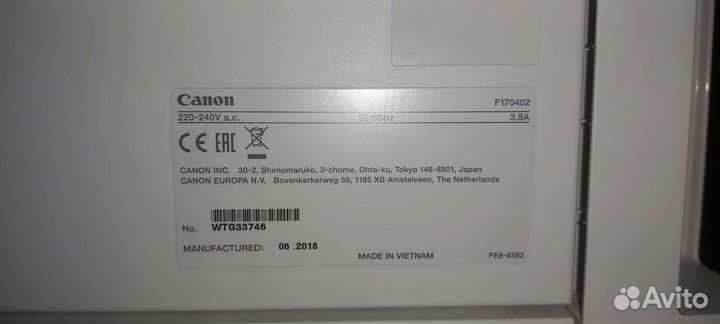 Canon F170402
220-240V a.c. 50/60Hz 3.8A
CE EAC
CANON INC. 30-2, Shimomaruko, 3-chome, Ohta-ku, Tokyo 146-8501, Japan
CANON EUROPA N.V. Bovenkerkerweg 59, 1185 XB Amstelveen, The Netherlands
No. WTG33746
MANUFACTURED: 06 .2018
MADE IN VIETNAM FE8-8582
Avito